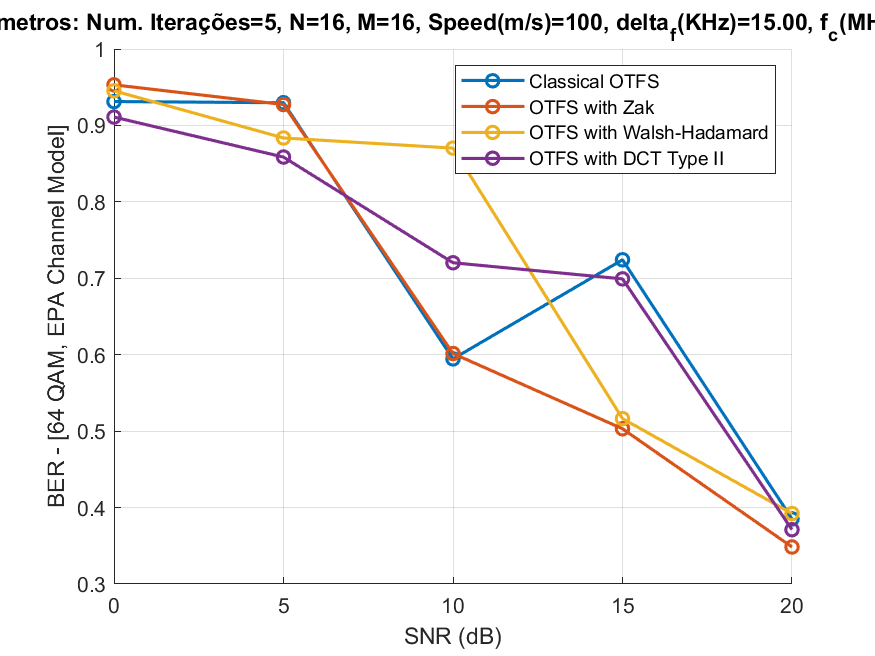 metros: Num. Iterações=5, N=16, M=16, Speed(m/s)=100, delta_f(KHz)=15.00, f_c(MH
1
0.9
0.8
0.7
0.6
0.5
0.4
0.3
BER - [64 QAM, EPA Channel Model]
Classical OTFS
OTFS with Zak
OTFS with Walsh-Hadamard
OTFS with DCT Type II
0 5 10 15 20
SNR (dB)